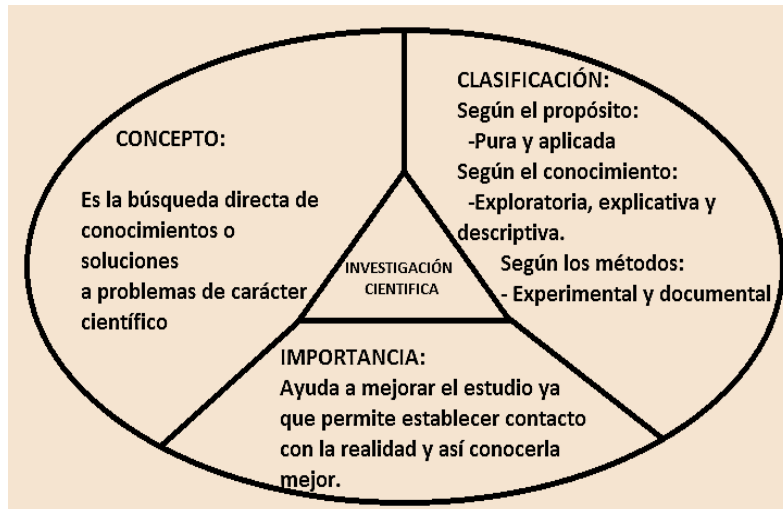 CONCEPTO:
Es la búsqueda directa de
conocimientos o
soluciones
a problemas de carácter
científico
CLASIFICACIÓN:
Según el propósito:
-Pura y aplicada
Según el conocimiento:
-Exploratoria, explicativa y
descriptiva.
Según los métodos:
- Experimental y documental
INVESTIGACIÓN
CIENTIFICA
IMPORTANCIA:
Ayuda a mejorar el estudio ya
que permite establecer contacto
con la realidad y así conocerla
mejor.